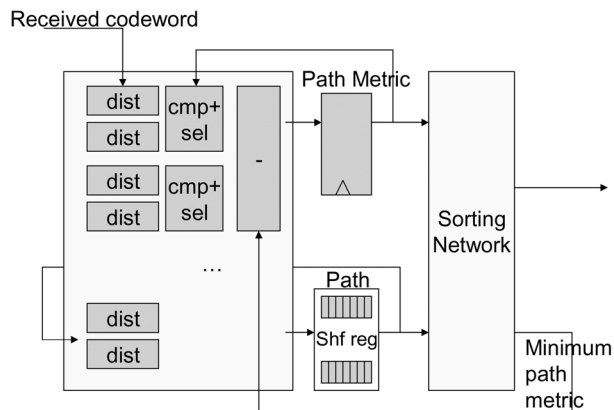 Received codeword
dist
dist
cmp+
sel
dist
dist
cmp+
sel
-
...
dist
dist
Path Metric
Path
Shf reg
Sorting
Network
Minimum
path
metric